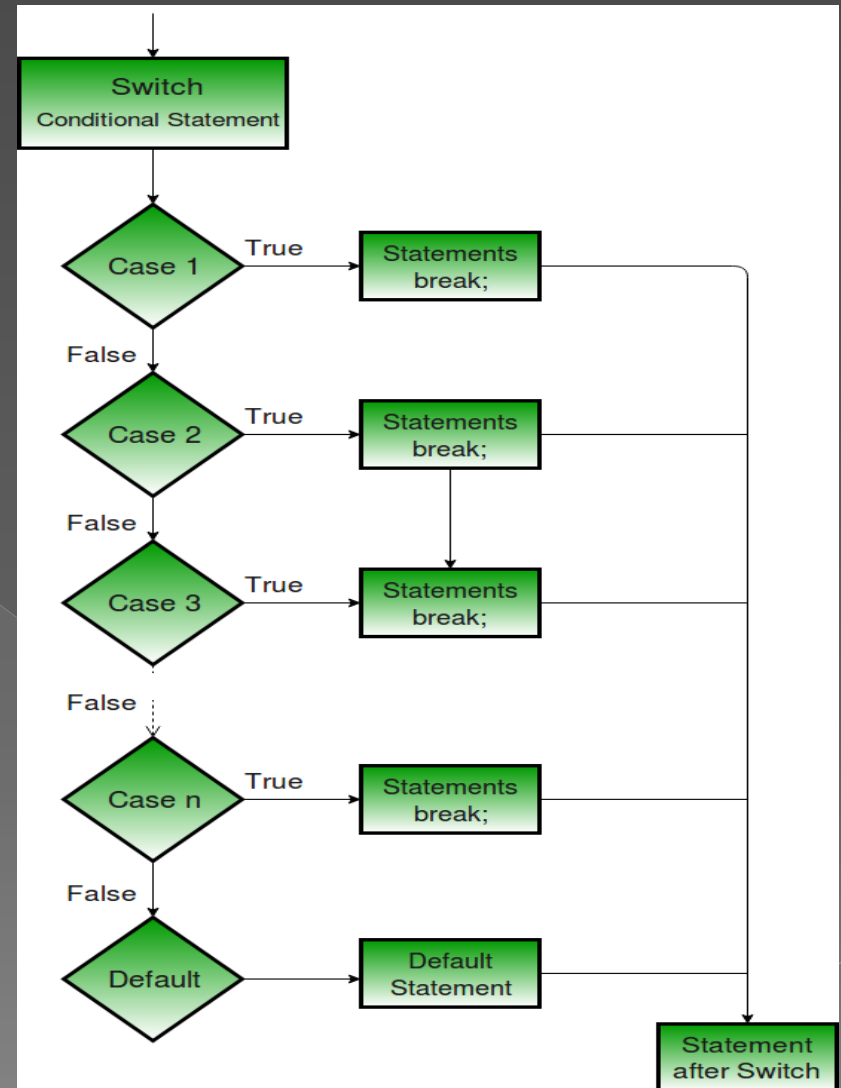 Switch
Conditional Statement
Case 1
True
Statements
break;
False
Case 2
True
Statements
break;
False
Case 3
True
Statements
break;
False
Case n
True
Statements
break;
False
Default
Default
Statement
Statement
after Switch